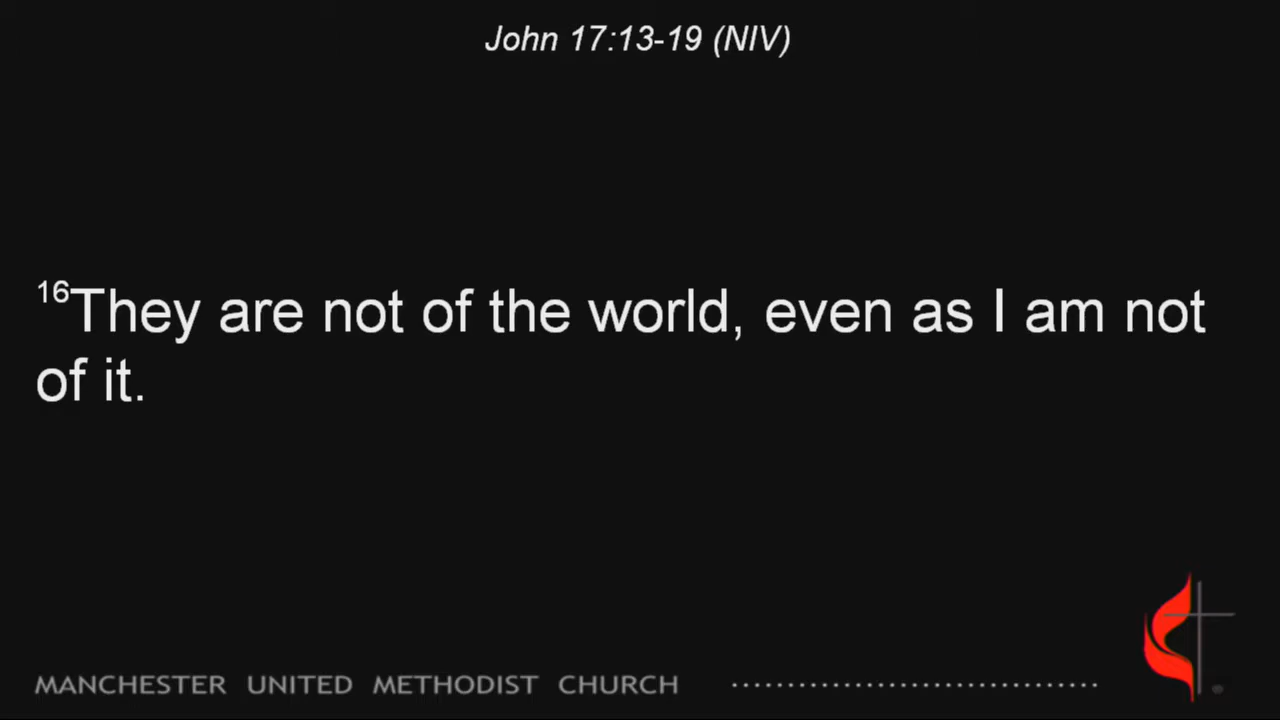 John 17:13-19 (NIV)
16They are not of the world, even as I am not
of it.
MANCHESTER UNITED METHODIST CHURCH